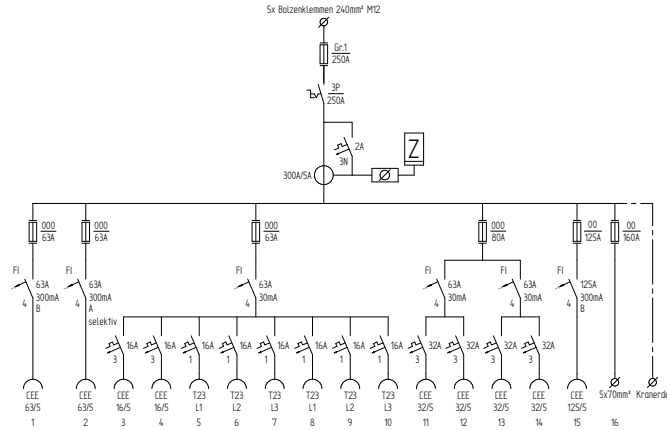 5x Bolzenklemmen 240mm² M12
Gr.1
250A
3P
250A
2A
3N
Z
300A/5A
000
63A
000
63A
000
63A
000
80A
00
125A
00
160A
FI
63A
300mA
4
B
FI
63A
300mA
4
A
selektiv
FI
63A
30mA
4
FI
63A
30mA
4
FI
63A
30mA
4
FI
125A
300mA
4
B
16A
3
16A
3
16A
1
16A
1
16A
1
16A
1
16A
1
16A
1
32A
3
32A
3
32A
3
32A
3
CEE
63/5
1
CEE
63/5
2
CEE
16/5
3
CEE
16/5
4
T23
L1
5
T23
L2
6
T23
L3
7
T23
L1
8
T23
L2
9
T23
L3
10
CEE
32/5
11
CEE
32/5
12
CEE
32/5
13
CEE
32/5
14
CEE
125/5
15
5x70mm²
16
Kranerde